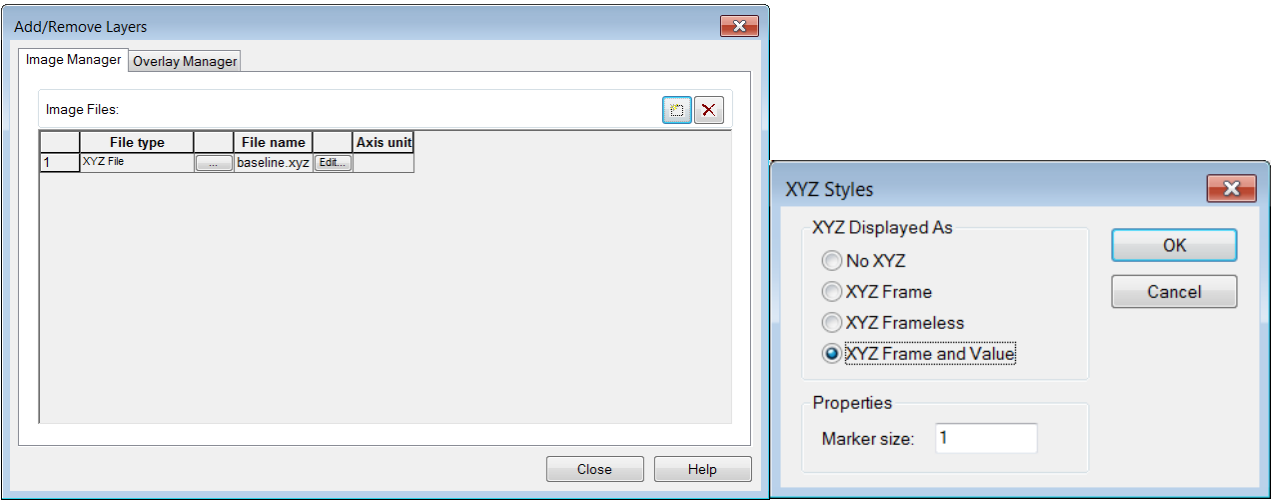 Add/Remove Layers
Image Manager Overlay Manager
Image Files:
File type File name Axis unit
1 XYZ File ... baseline.xyz Edit...
Close Help
XYZ Styles
XYZ Displayed As
No XYZ
XYZ Frame
XYZ Frameless
XYZ Frame and Value
OK
Cancel
Properties
Marker size: 1